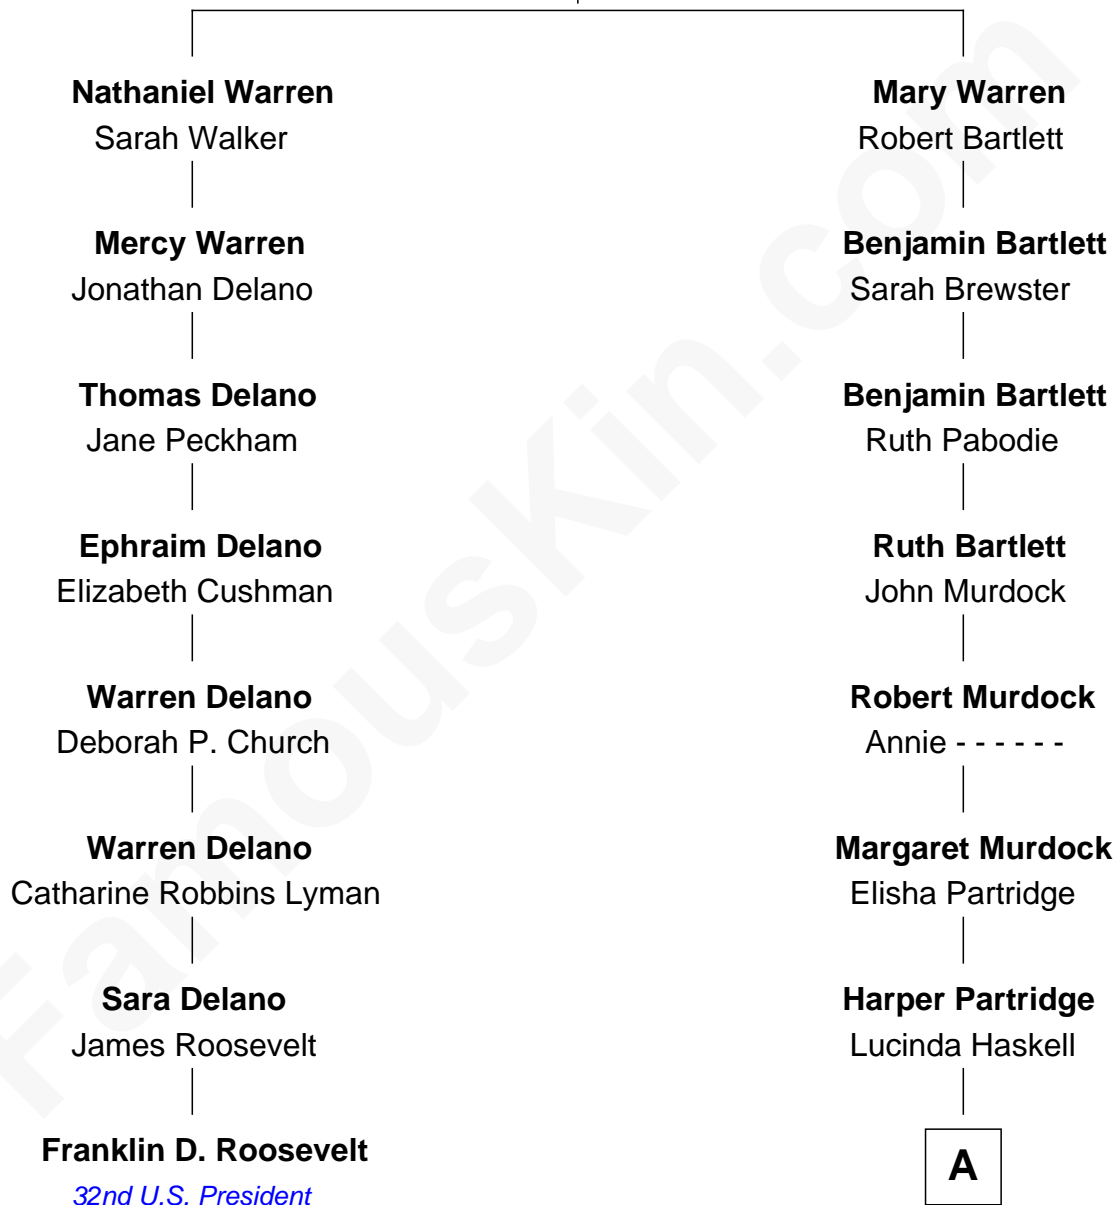 Nathaniel Warren
Sarah Walker
Mercy Warren
Jonathan Delano
Thomas Delano
Jane Peckham
Ephraim Delano
Elizabeth Cushman
Warren Delano
Deborah P. Church
Warren Delano
Catharine Robbins Lyman
Sara Delano
James Roosevelt
Franklin D. Roosevelt
32nd U.S. President
Mary Warren
Robert Bartlett
Benjamin Bartlett
Sarah Brewster
Benjamin Bartlett
Ruth Pabodie
Ruth Bartlett
John Murdock
Robert Murdock
Annie - - - - - -
Margaret Murdock
Elisha Partridge
Harper Partridge
Lucinda Haskell
A
FamousKin.com